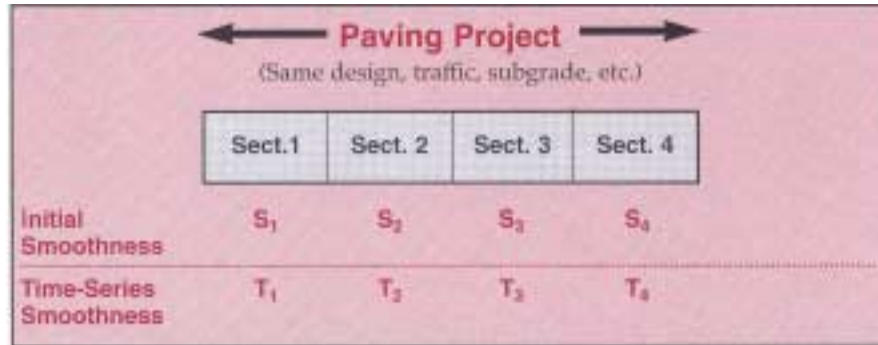 Paving Project
(Same design, traffic, subgrade, etc.)
Sect.1 Sect. 2 Sect. 3 Sect. 4
Initial Smoothness S₁ S₂ S₃ S₄
Time-Series Smoothness T₁ T₂ T₃ T₄